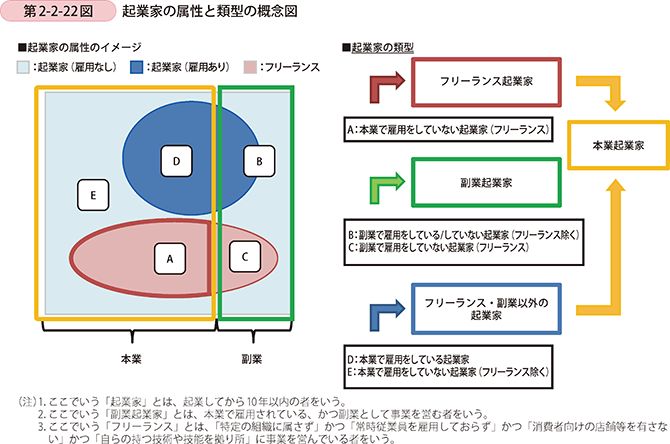 第2-2-22図　起業家の属性と類型の概念図
■起業家の属性のイメージ
：起業家（雇用なし）　：起業家（雇用あり）　：フリーランス
D
B
E
A
C
本業
副業
■起業家の類型
フリーランス起業家
A：本業で雇用をしていない起業家（フリーランス）
本業起業家
副業起業家
B：副業で雇用をしている/していない起業家（フリーランス除く）
C：副業で雇用をしていない起業家（フリーランス）
フリーランス・副業以外の
起業家
D：本業で雇用をしている起業家
E：本業で雇用をしていない起業家（フリーランス除く）
（注）1. ここでいう「起業家」とは、起業してから10年以内の者をいう。
2. ここでいう「副業起業家」とは、本業で雇用されている、かつ副業として事業を営む者をいう。
3. ここでいう「フリーランス」とは、「特定の組織に属さず」かつ「常時従業員を雇用しておらず」かつ「消費者向けの店舗等を有さな
い」かつ「自らの持つ技術や技能を拠り所」に事業を営んでいる者をいう。